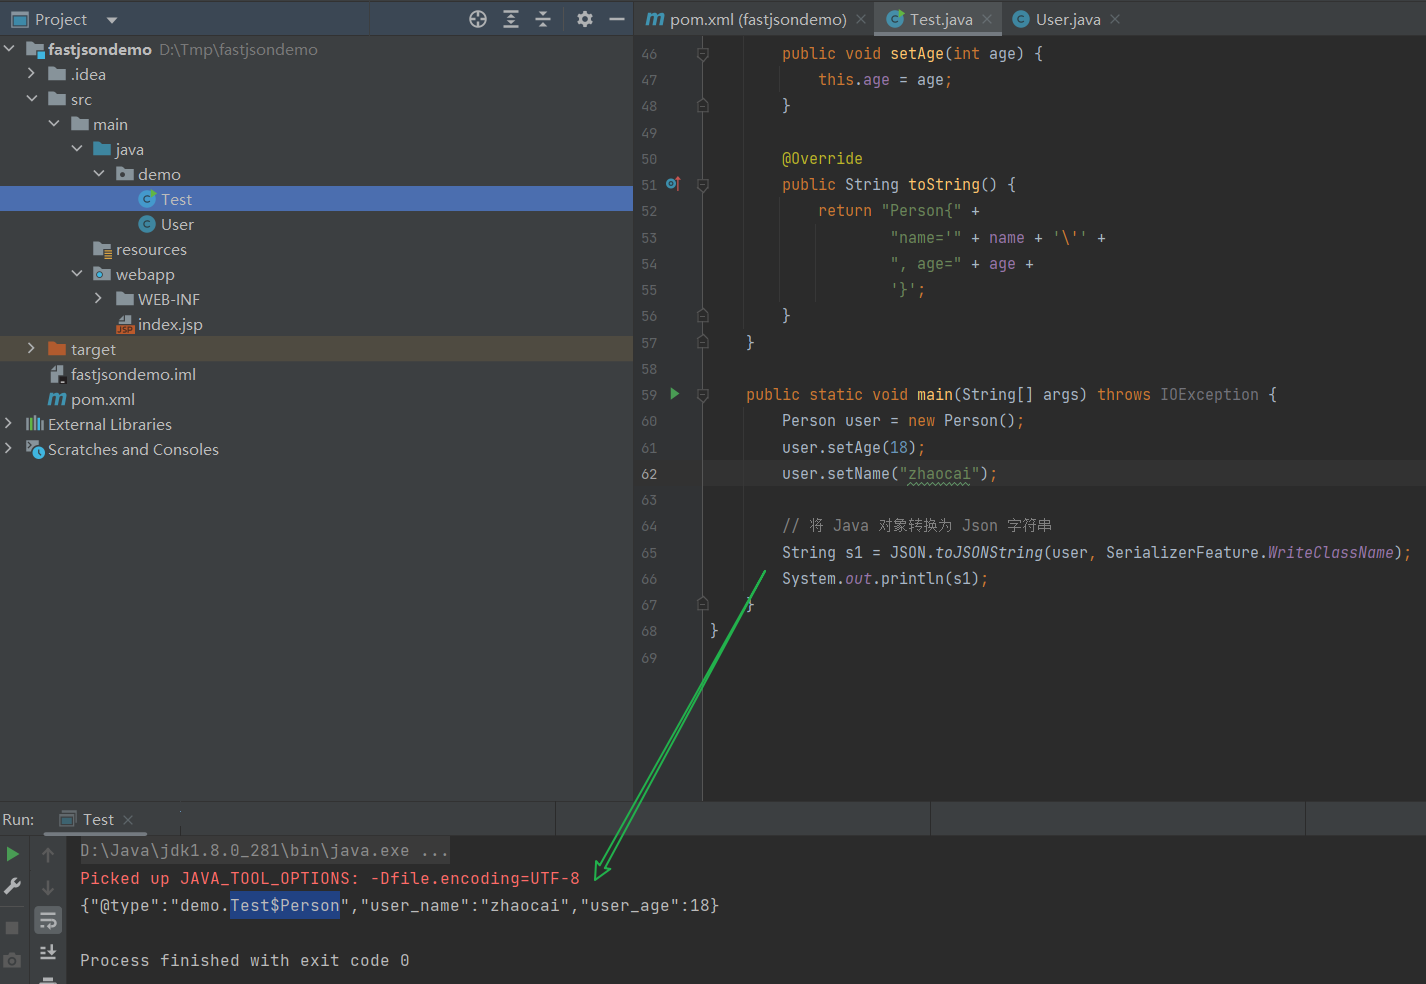 Project
fastjsondemo D:\Tmp\fastjsondemo
.idea
src
main
java
demo
Test
User
resources
webapp
WEB-INF
index.jsp
target
fastjsondemo.iml
pom.xml
External Libraries
Scratches and Consoles
pom.xml (fastjsondemo) Test.java User.java
46 public void setAge(int age) {
47 this.age = age;
48 }
49
50 @Override
51 public String toString() {
52 return "Person{" +
53 "name='" + name + '\'' +
54 ", age=" + age +
55 '}';
56 }
57 }
58
59 public static void main(String[] args) throws IOException {
60 Person user = new Person();
61 user.setAge(18);
62 user.setName("zhaocai");
63
64 // 将 Java 对象转换为 Json 字符串
65 String s1 = JSON.toJSONString(user, SerializerFeature.WriteClassName);
66 System.out.println(s1);
67 }
68 }
69
Run: Test
D:\Java\jdk1.8.0_281\bin\java.exe ...
Picked up JAVA_TOOL_OPTIONS: -Dfile.encoding=UTF-8
{"@type":"demo.Test$Person","user_name":"zhaocai","user_age":18}
Process finished with exit code 0